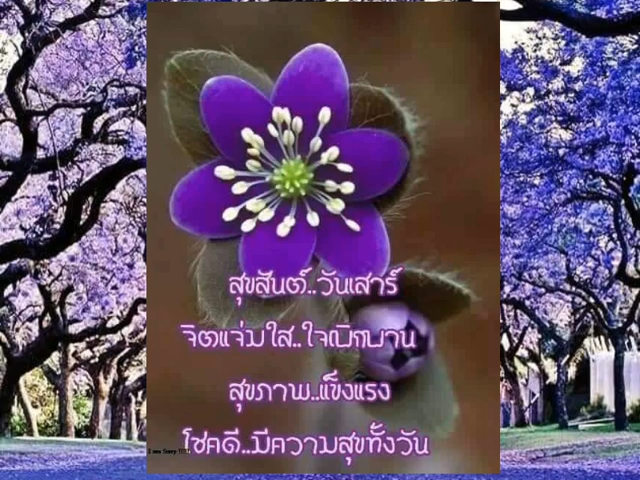 สุขสันต์..วันเสาร์
จิตแจ่มใส..ใจเบิกบาน
สุขภาพ..แข็งแรง
โชคดี..มีความสุขทั้งวัน